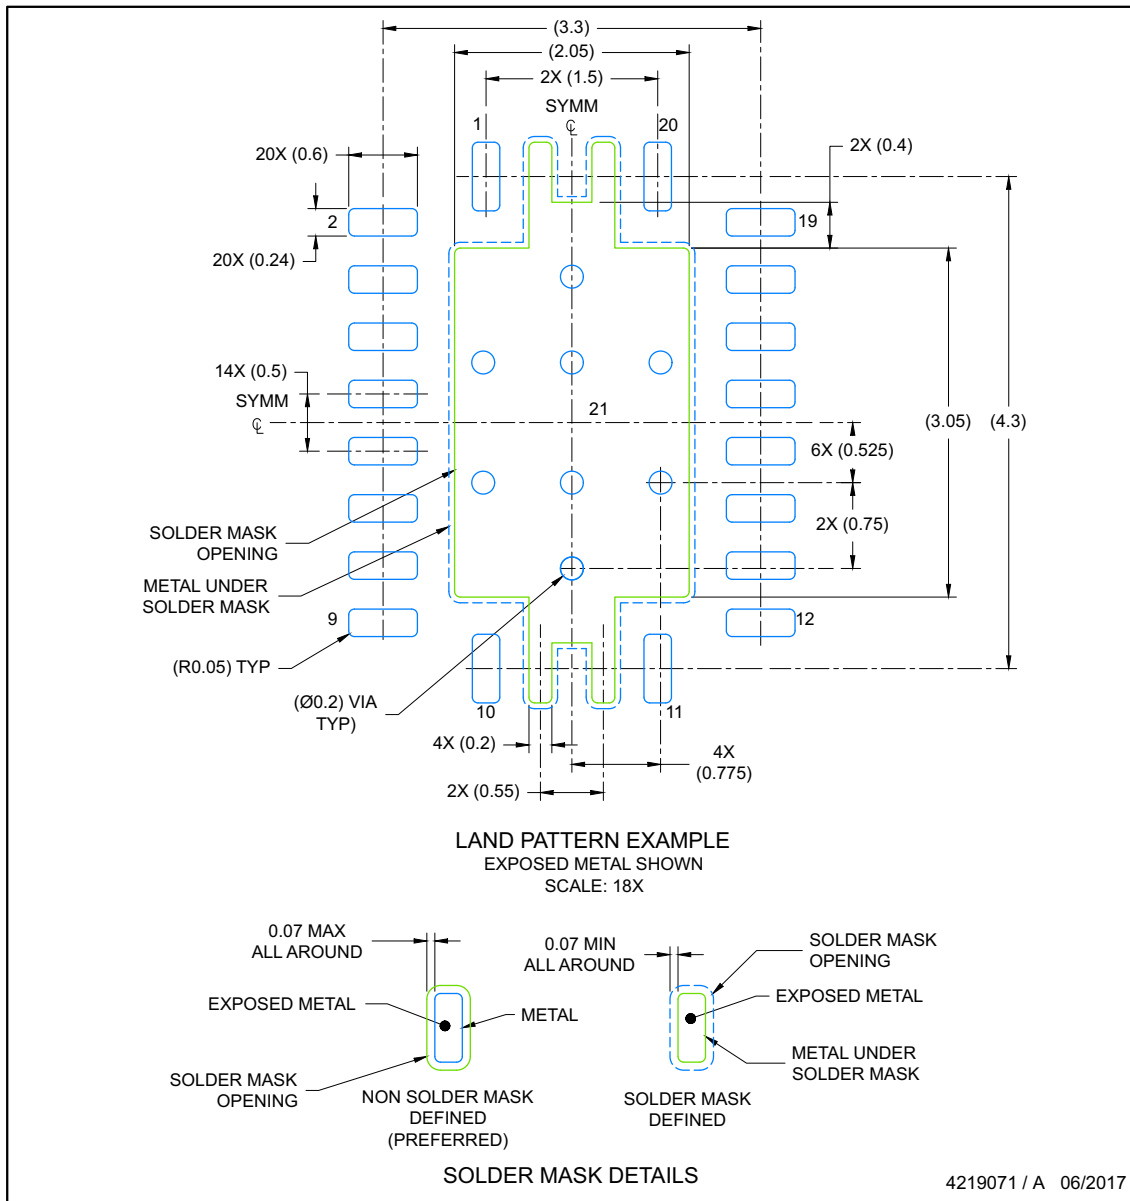 (3.3)
(2.05)
2X (1.5)
SYMM
℄
1
20
20X (0.6)
2X (0.4)
2
19
20X (0.24)
14X (0.5)
SYMM
℄
21
(3.05)
(4.3)
6X (0.525)
2X (0.75)
SOLDER MASK
OPENING
METAL UNDER
SOLDER MASK
9
12
(R0.05) TYP
(Ø0.2) VIA
TYP)
10
11
4X (0.2)
4X
(0.775)
2X (0.55)
LAND PATTERN EXAMPLE
EXPOSED METAL SHOWN
SCALE: 18X
0.07 MAX
ALL AROUND
0.07 MIN
ALL AROUND
SOLDER MASK
OPENING
EXPOSED METAL
METAL
EXPOSED METAL
SOLDER MASK
OPENING
METAL UNDER
SOLDER MASK
NON SOLDER MASK
DEFINED
(PREFERRED)
SOLDER MASK
DEFINED
SOLDER MASK DETAILS
4219071 / A 06/2017